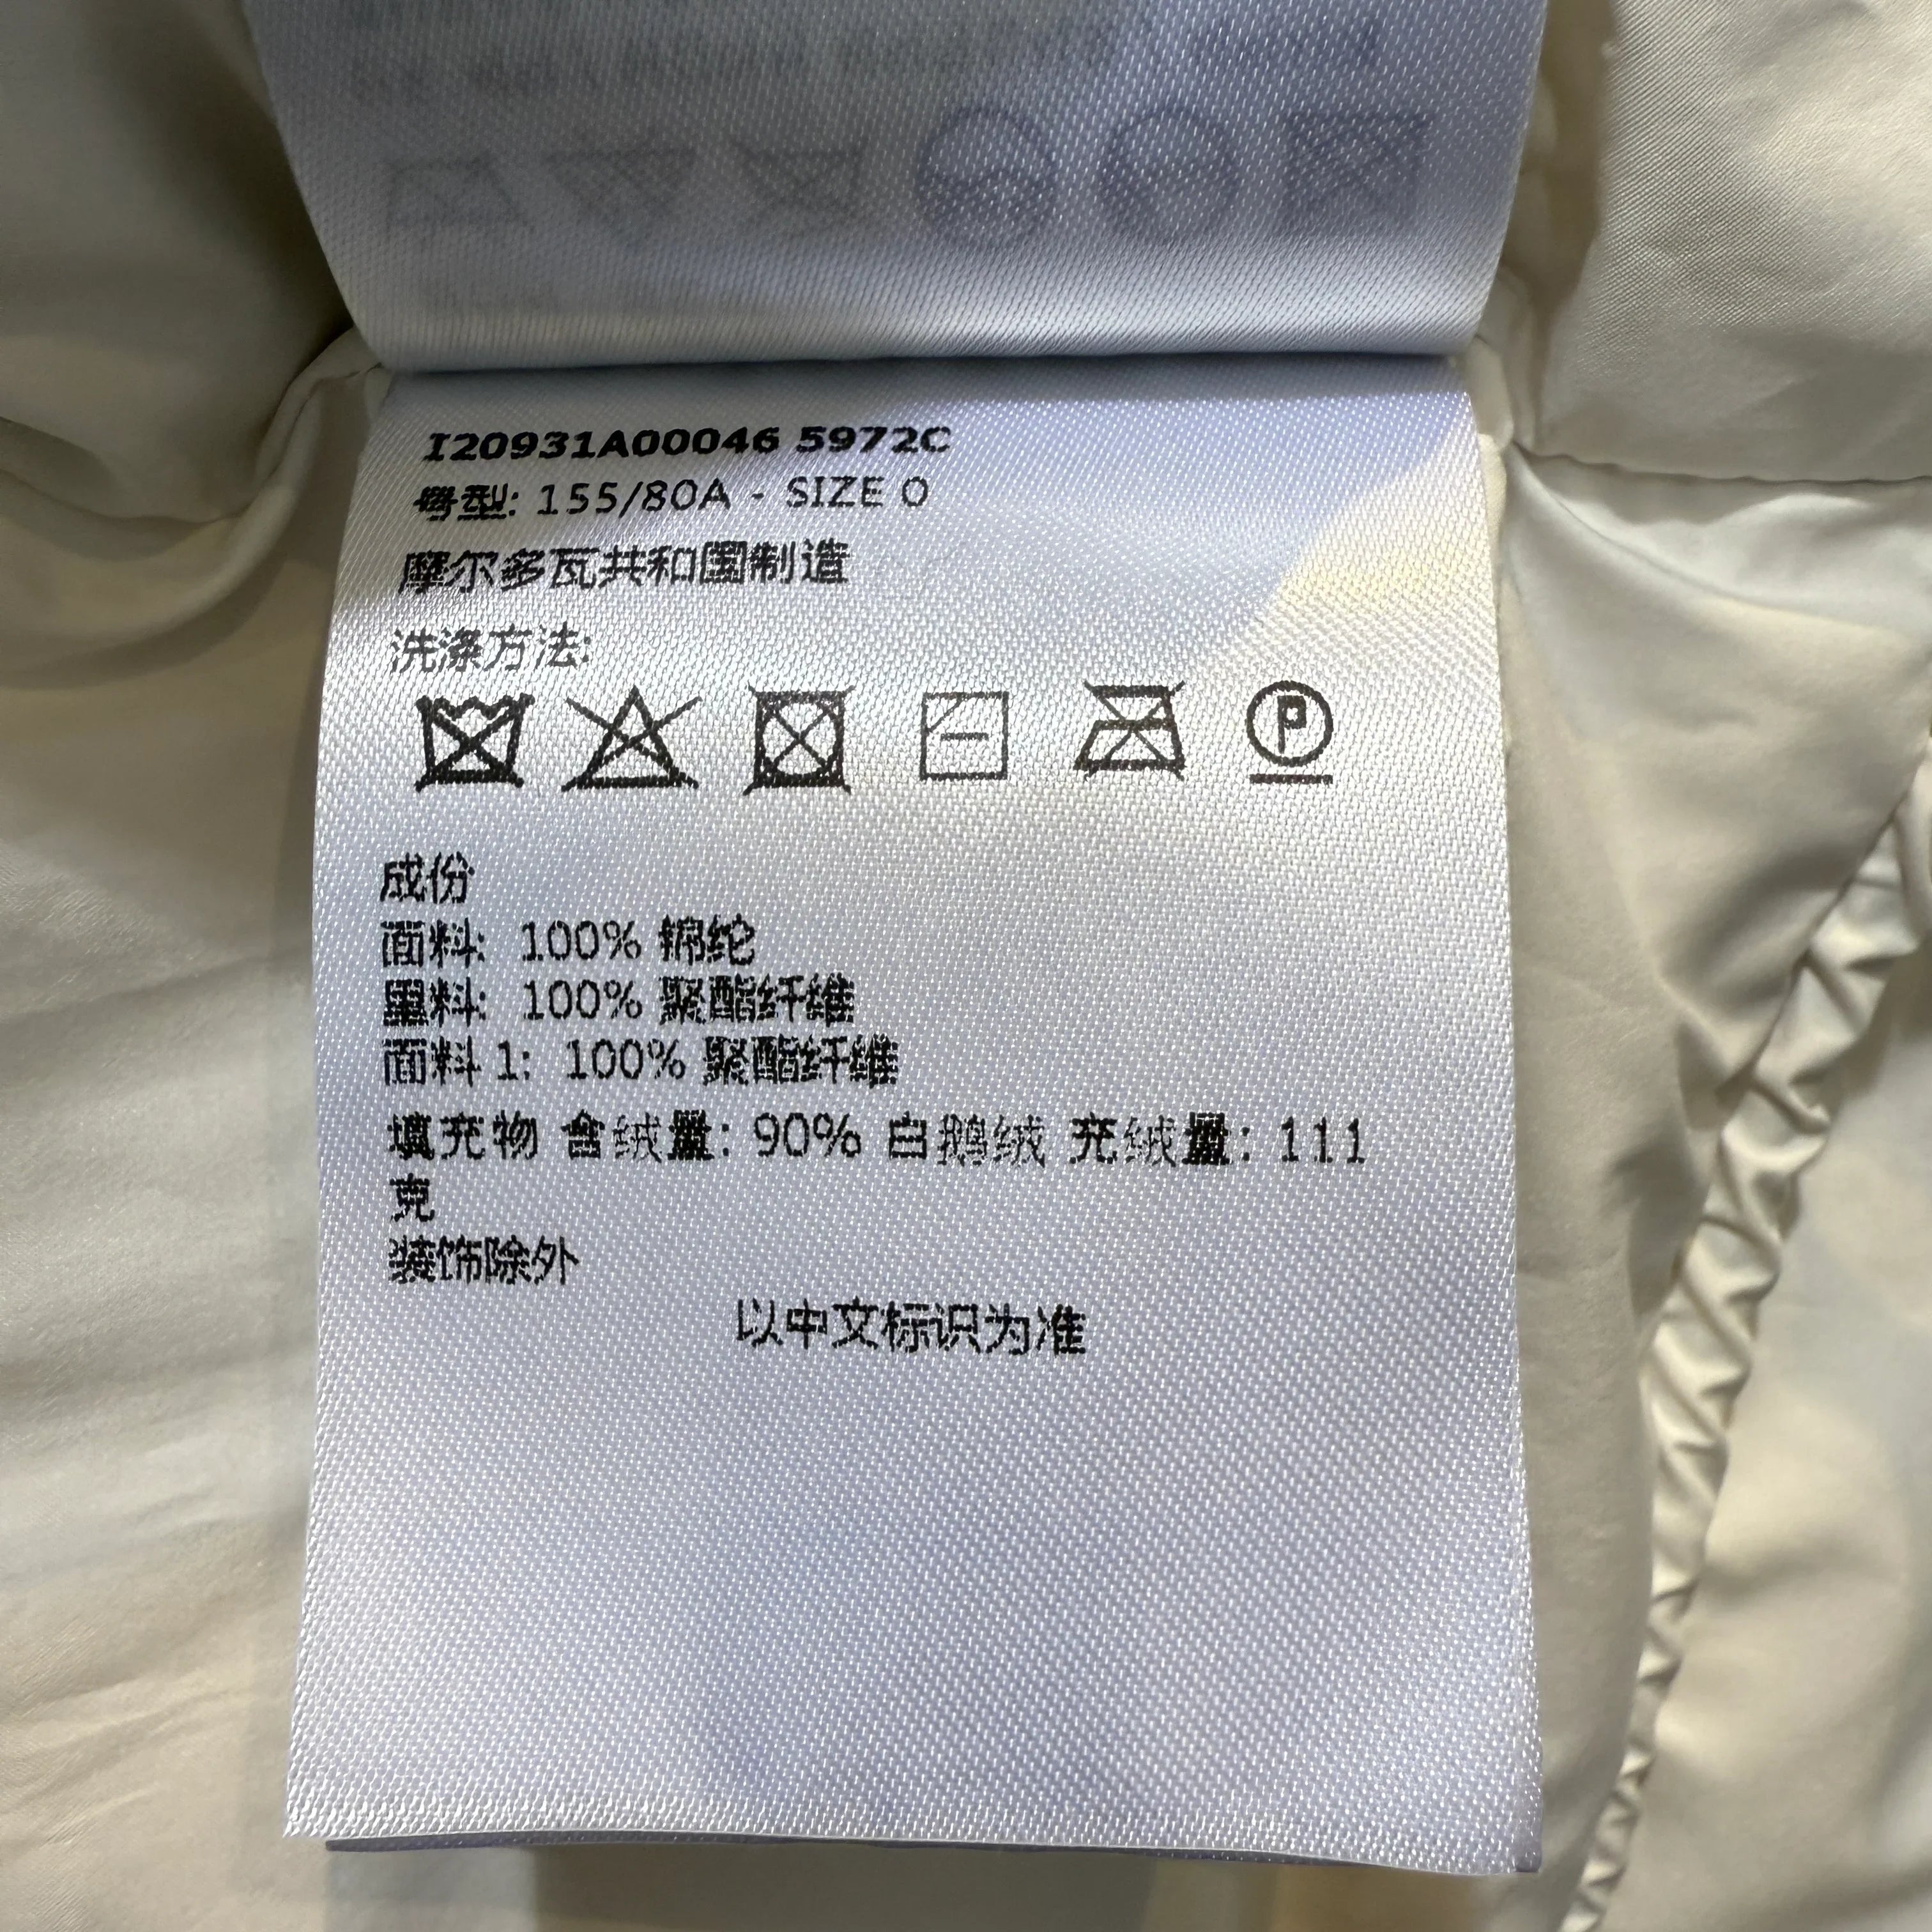 I20931A00046 5972C
号型: 155/80A - SIZE 0
摩尔多瓦共和国制造
洗涤方法:
P
成份
面料: 100% 锦纶
里料: 100% 聚酯纤维
面料 1: 100% 聚酯纤维
填充物 含绒量: 90% 白鹅绒 充绒量: 111
克
装饰除外
以中文标识为准